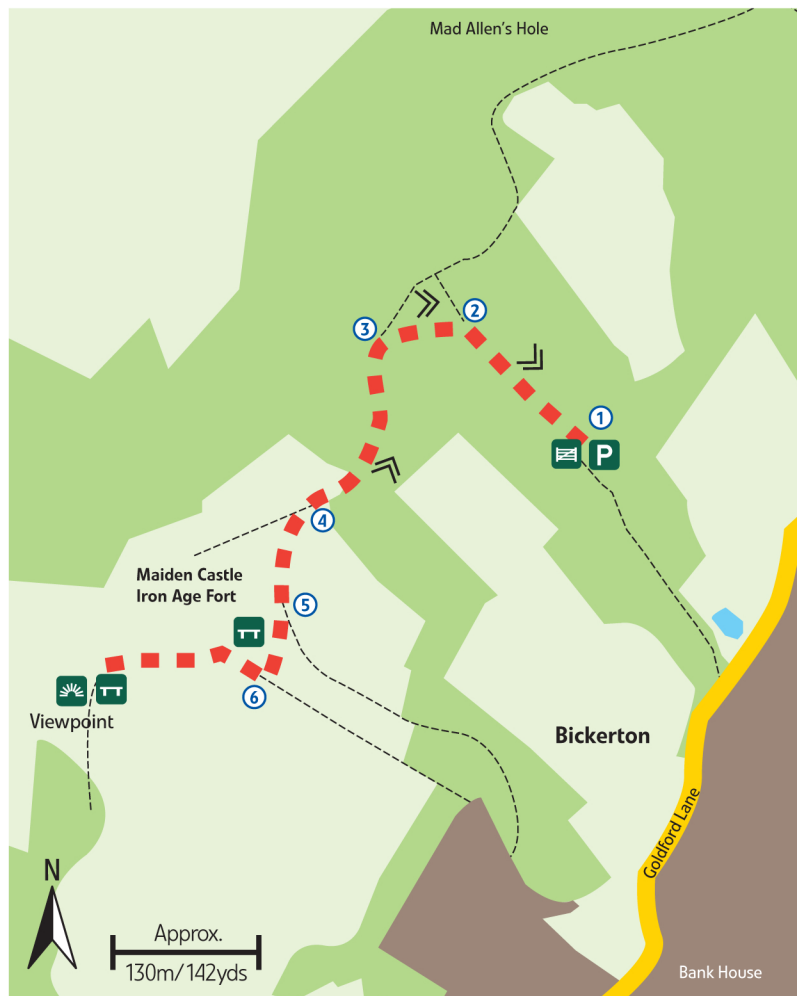 Mad Allen's Hole
2
3
1
P
4
Maiden Castle
Iron Age Fort
5
6
Viewpoint
Bickerton
Goldford Lane
N
Approx.
130m/142yds
Bank House